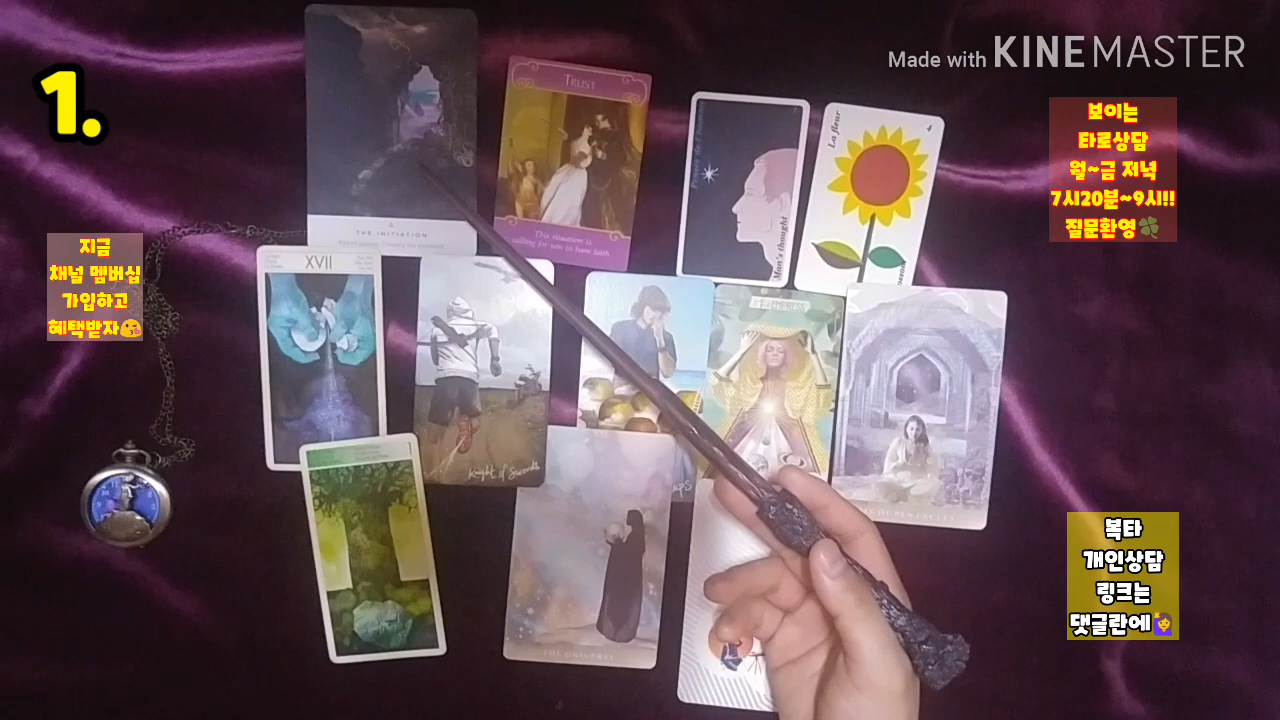 Made with KINEMASTER
1.
보이는
타로상담
월~금 저녁
7시20분~9시!!
질문환영🍀
지금
채널 멤버십
가입하고
혜택받자😘
복타
개인상담
링크는
댓글란에🙋‍♀️
THE INITIATION
TRUST
This situation is
calling for you to have faith
Man's thought
La fleur
4
XVII
Knight of Swords
THE EMPRESS
THE UNIVERSE
1